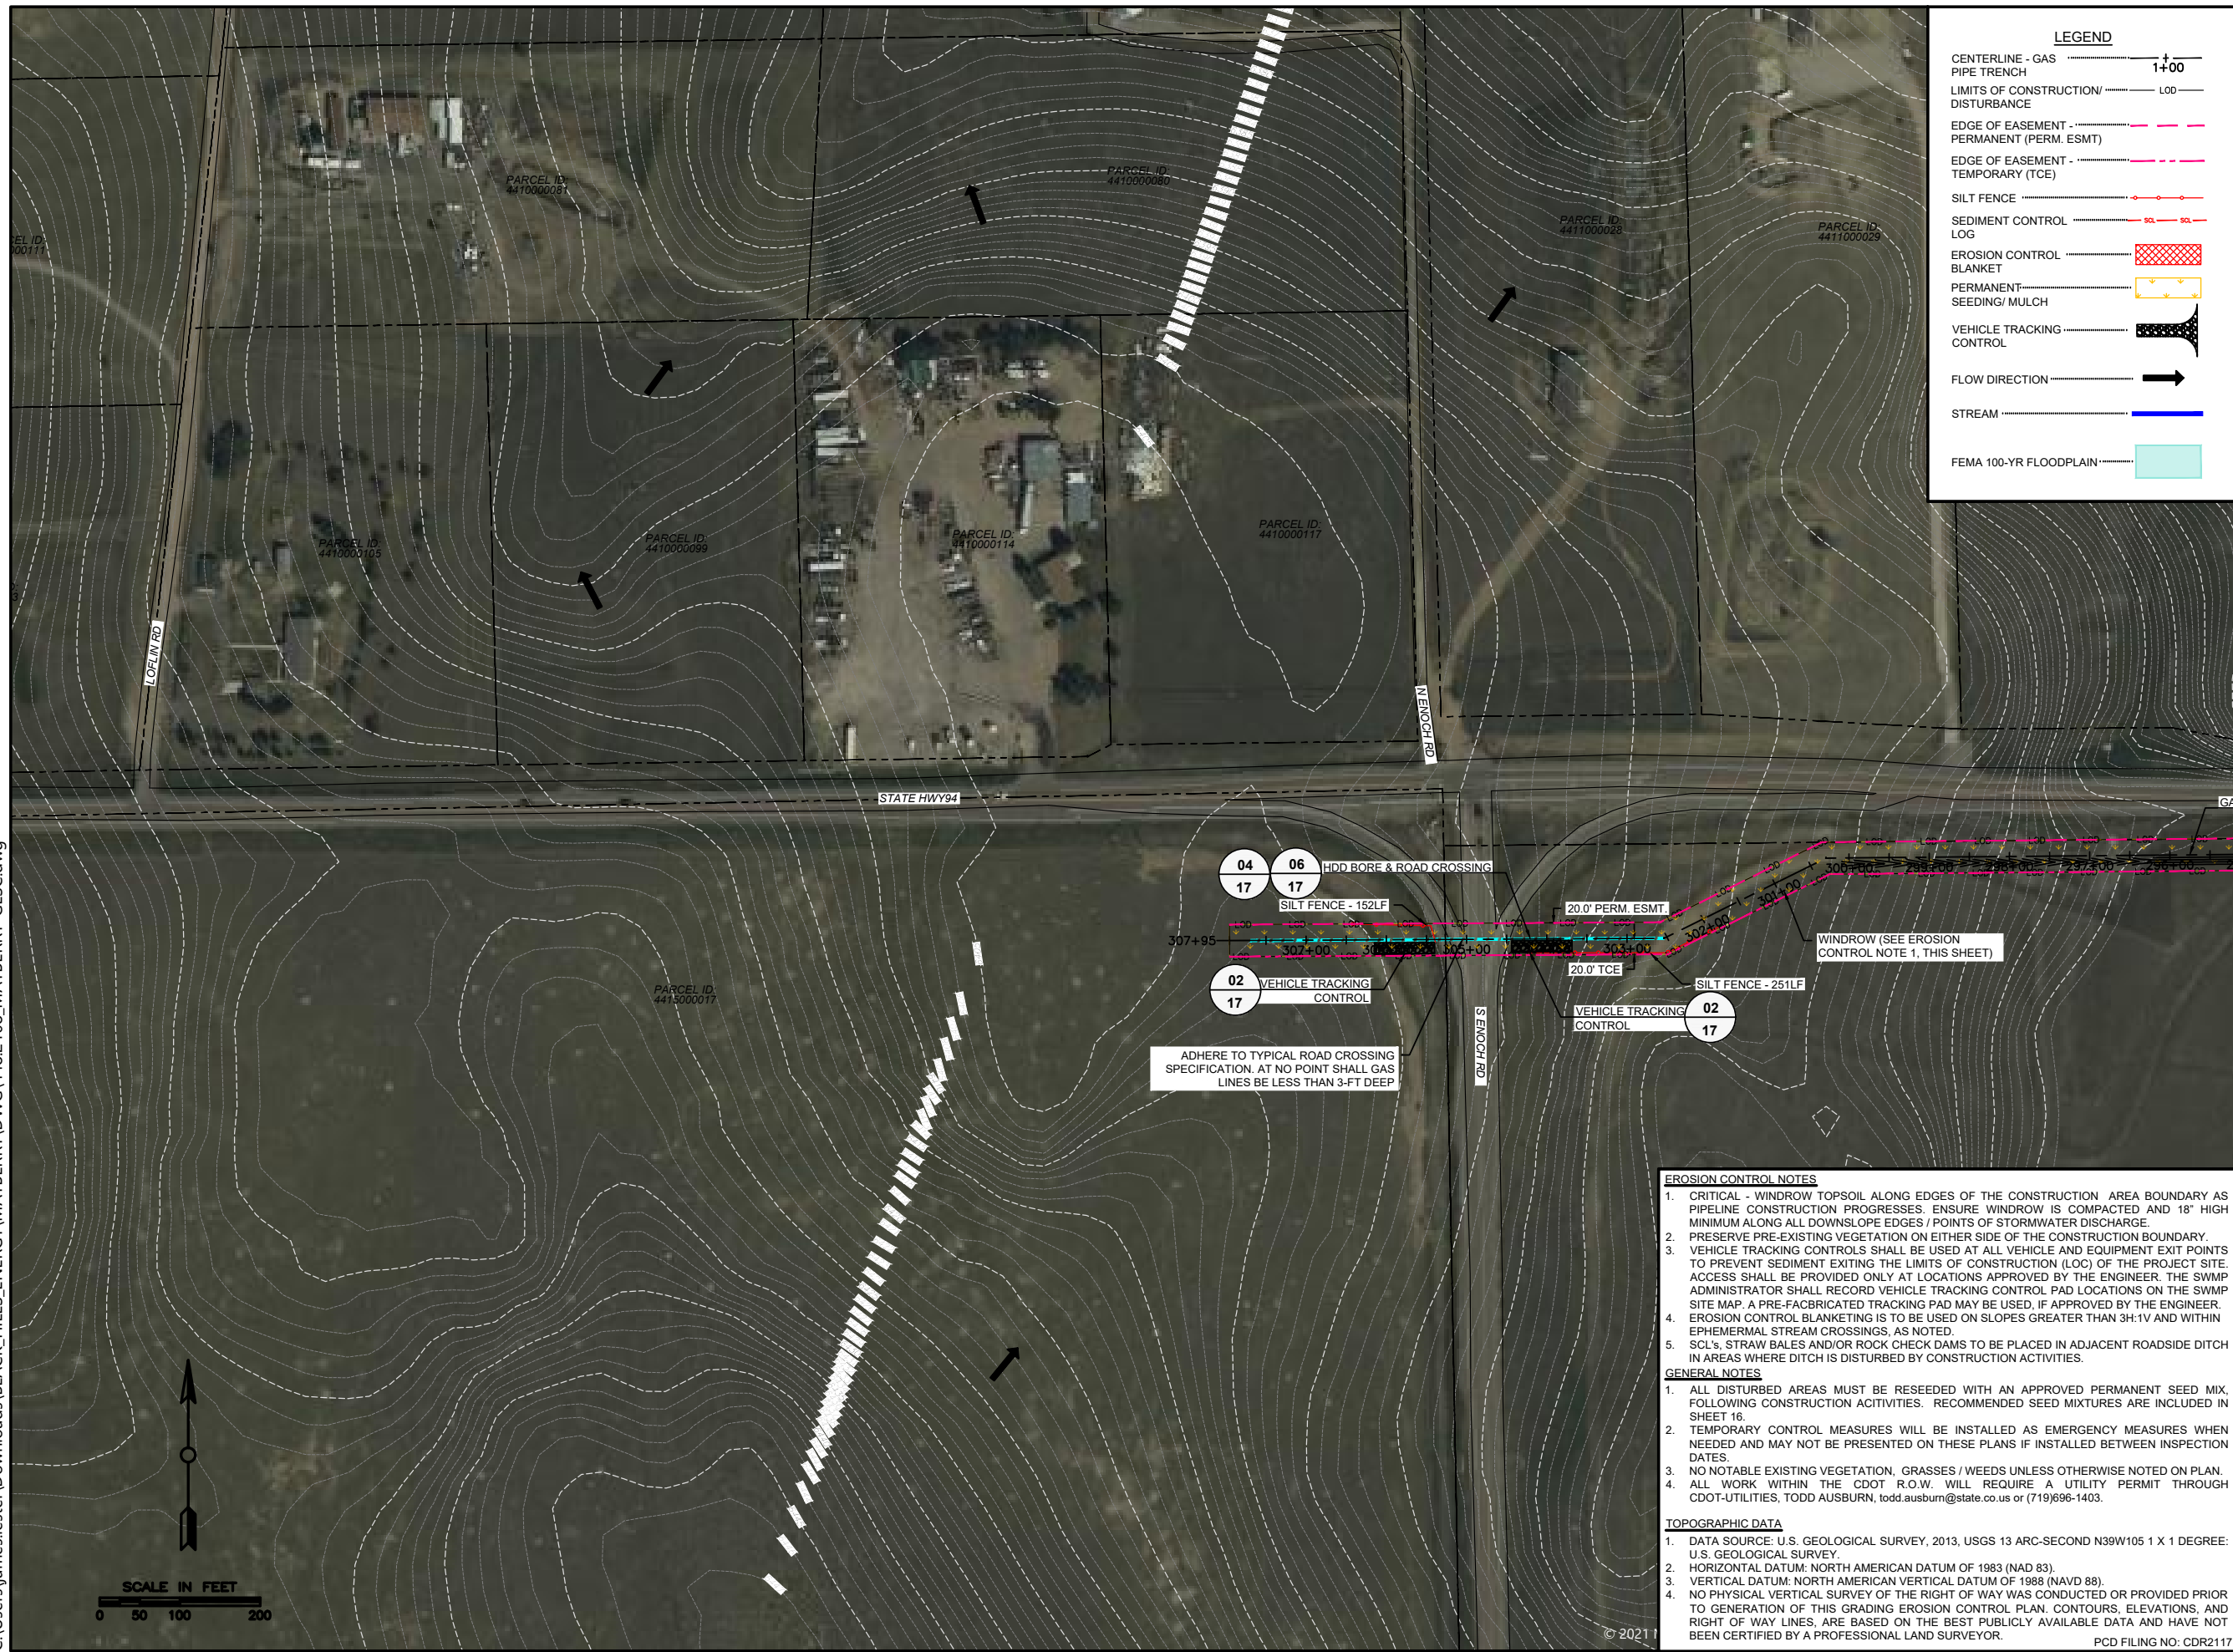 LEGEND
CENTERLINE - GAS
PIPE TRENCH
1+00
LIMITS OF CONSTRUCTION/
DISTURBANCE
LOD
EDGE OF EASEMENT -
PERMANENT (PERM. ESMT)
EDGE OF EASEMENT -
TEMPORARY (TCE)
SILT FENCE
SEDIMENT CONTROL
LOG
SCL SCL
EROSION CONTROL
BLANKET
PERMANENT
SEEDING/ MULCH
VEHICLE TRACKING
CONTROL
FLOW DIRECTION
STREAM
FEMA 100-YR FLOODPLAIN
PARCEL ID:
4410000081
PARCEL ID:
4410000080
PARCEL ID:
4411000028
PARCEL ID:
4411000029
PARCEL ID:
4410000105
PARCEL ID:
4410000099
PARCEL ID:
4410000114
PARCEL ID:
4410000117
LOFLIN RD
N ENOCH RD
STATE HWY94
04
17
06
17
HDD BORE & ROAD CROSSING
SILT FENCE - 152LF
20.0' PERM. ESMT.
307+95
307+00
305+00
303+00
302+00
301+00
300+00
299+00
298+00
297+00
296+00
WINDROW (SEE EROSION
CONTROL NOTE 1, THIS SHEET)
20.0' TCE
SILT FENCE - 251LF
02
17
VEHICLE TRACKING
CONTROL
VEHICLE TRACKING
CONTROL
02
17
PARCEL ID:
4415000017
S ENOCH RD
ADHERE TO TYPICAL ROAD CROSSING
SPECIFICATION. AT NO POINT SHALL GAS
LINES BE LESS THAN 3-FT DEEP
EROSION CONTROL NOTES
1. CRITICAL - WINDROW TOPSOIL ALONG EDGES OF THE CONSTRUCTION AREA BOUNDARY AS
PIPELINE CONSTRUCTION PROGRESSES. ENSURE WINDROW IS COMPACTED AND 18" HIGH
MINIMUM ALONG ALL DOWNSLOPE EDGES / POINTS OF STORMWATER DISCHARGE.
2. PRESERVE PRE-EXISTING VEGETATION ON EITHER SIDE OF THE CONSTRUCTION BOUNDARY.
3. VEHICLE TRACKING CONTROLS SHALL BE USED AT ALL VEHICLE AND EQUIPMENT EXIT POINTS
TO PREVENT SEDIMENT EXITING THE LIMITS OF CONSTRUCTION (LOC) OF THE PROJECT SITE.
ACCESS SHALL BE PROVIDED ONLY AT LOCATIONS APPROVED BY THE ENGINEER. THE SWMP
ADMINISTRATOR SHALL RECORD VEHICLE TRACKING CONTROL PAD LOCATIONS ON THE SWMP
SITE MAP. A PRE-FACBRICATED TRACKING PAD MAY BE USED, IF APPROVED BY THE ENGINEER.
4. EROSION CONTROL BLANKETING IS TO BE USED ON SLOPES GREATER THAN 3H:1V AND WITHIN
EPHEMERMAL STREAM CROSSINGS, AS NOTED.
5. SCL's, STRAW BALES AND/OR ROCK CHECK DAMS TO BE PLACED IN ADJACENT ROADSIDE DITCH
IN AREAS WHERE DITCH IS DISTURBED BY CONSTRUCTION ACTIVITIES.
GENERAL NOTES
1. ALL DISTURBED AREAS MUST BE RESEEDED WITH AN APPROVED PERMANENT SEED MIX,
FOLLOWING CONSTRUCTION ACITIVITIES. RECOMMENDED SEED MIXTURES ARE INCLUDED IN
SHEET 16.
2. TEMPORARY CONTROL MEASURES WILL BE INSTALLED AS EMERGENCY MEASURES WHEN
NEEDED AND MAY NOT BE PRESENTED ON THESE PLANS IF INSTALLED BETWEEN INSPECTION
DATES.
3. NO NOTABLE EXISTING VEGETATION, GRASSES / WEEDS UNLESS OTHERWISE NOTED ON PLAN.
4. ALL WORK WITHIN THE CDOT R.O.W. WILL REQUIRE A UTILITY PERMIT THROUGH
CDOT-UTILITIES, TODD AUSBURN, todd.ausburn@state.co.us or (719)696-1403.
TOPOGRAPHIC DATA
1. DATA SOURCE: U.S. GEOLOGICAL SURVEY, 2013, USGS 13 ARC-SECOND N39W105 1 X 1 DEGREE:
U.S. GEOLOGICAL SURVEY.
2. HORIZONTAL DATUM: NORTH AMERICAN DATUM OF 1983 (NAD 83).
3. VERTICAL DATUM: NORTH AMERICAN VERTICAL DATUM OF 1988 (NAVD 88).
4. NO PHYSICAL VERTICAL SURVEY OF THE RIGHT OF WAY WAS CONDUCTED OR PROVIDED PRIOR
TO GENERATION OF THIS GRADING EROSION CONTROL PLAN. CONTOURS, ELEVATIONS, AND
RIGHT OF WAY LINES, ARE BASED ON THE BEST PUBLICLY AVAILABLE DATA AND HAVE NOT
BEEN CERTIFIED BY A PROFESSIONAL LAND SURVEYOR.
PCD FILING NO: CDR2117
SCALE IN FEET
0 50 100 200
© 2021